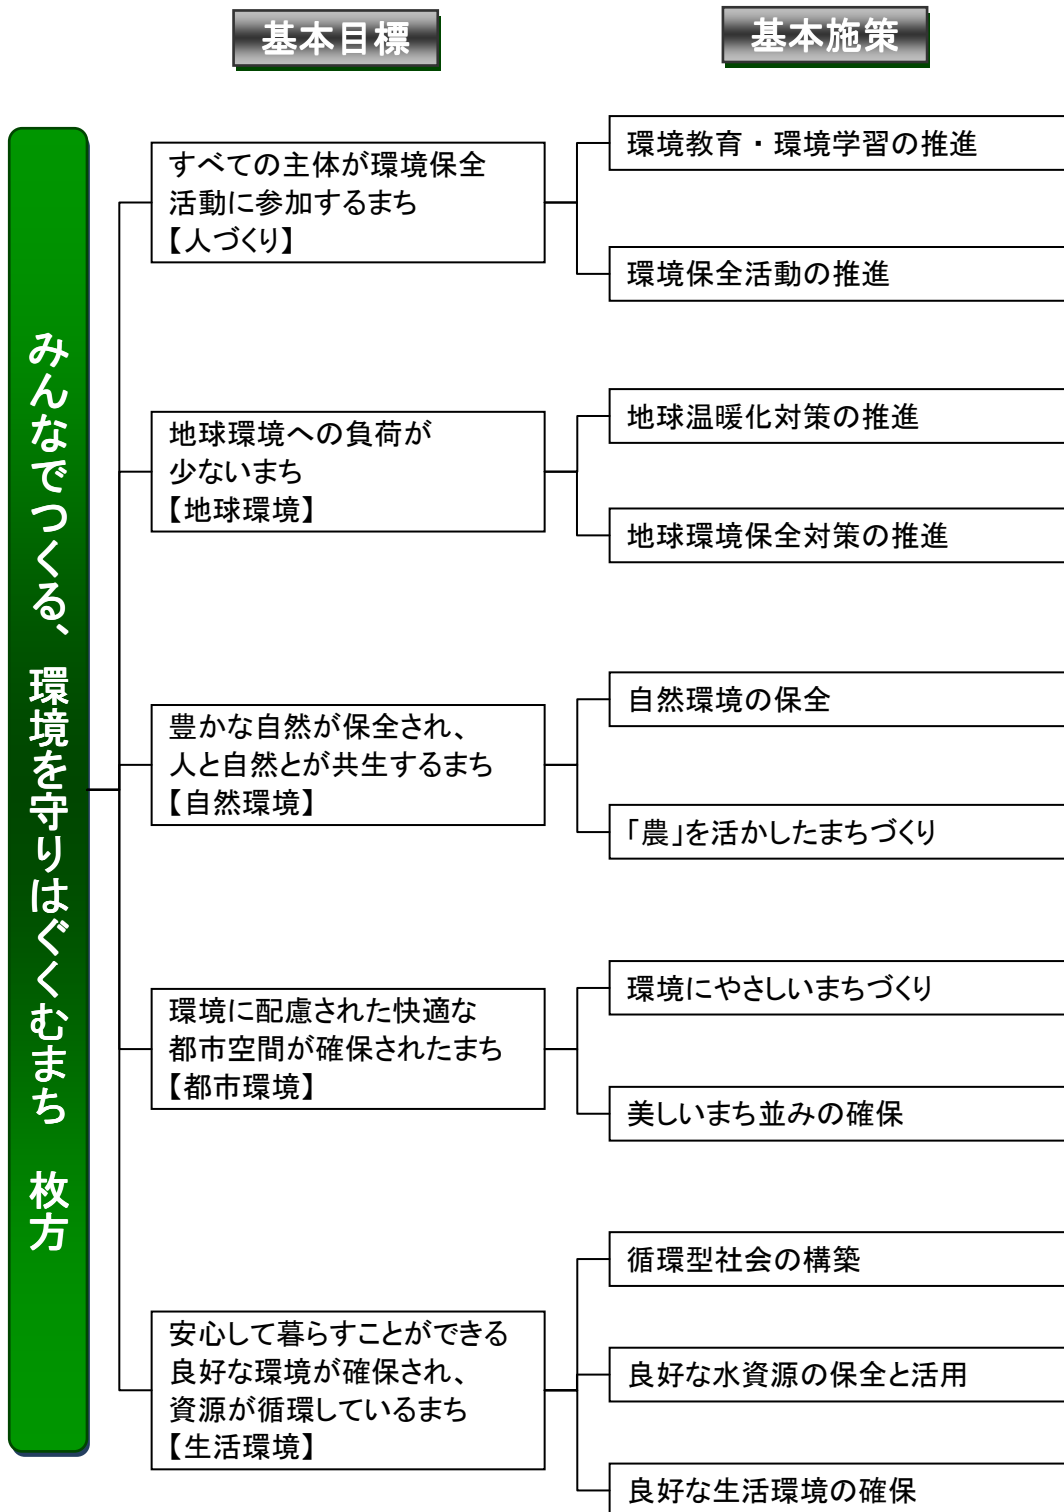 基本目標
基本施策
みんなでつくる、環境を守りはぐくむまち　枚方
すべての主体が環境保全
活動に参加するまち
【人づくり】
環境教育・環境学習の推進
環境保全活動の推進
地球環境への負荷が
少ないまち
【地球環境】
地球温暖化対策の推進
地球環境保全対策の推進
豊かな自然が保全され、
人と自然とが共生するまち
【自然環境】
自然環境の保全
「農」を活かしたまちづくり
環境に配慮された快適な
都市空間が確保されたまち
【都市環境】
環境にやさしいまちづくり
美しいまち並みの確保
安心して暮らすことができる
良好な環境が確保され、
資源が循環しているまち
【生活環境】
循環型社会の構築
良好な水資源の保全と活用
良好な生活環境の確保